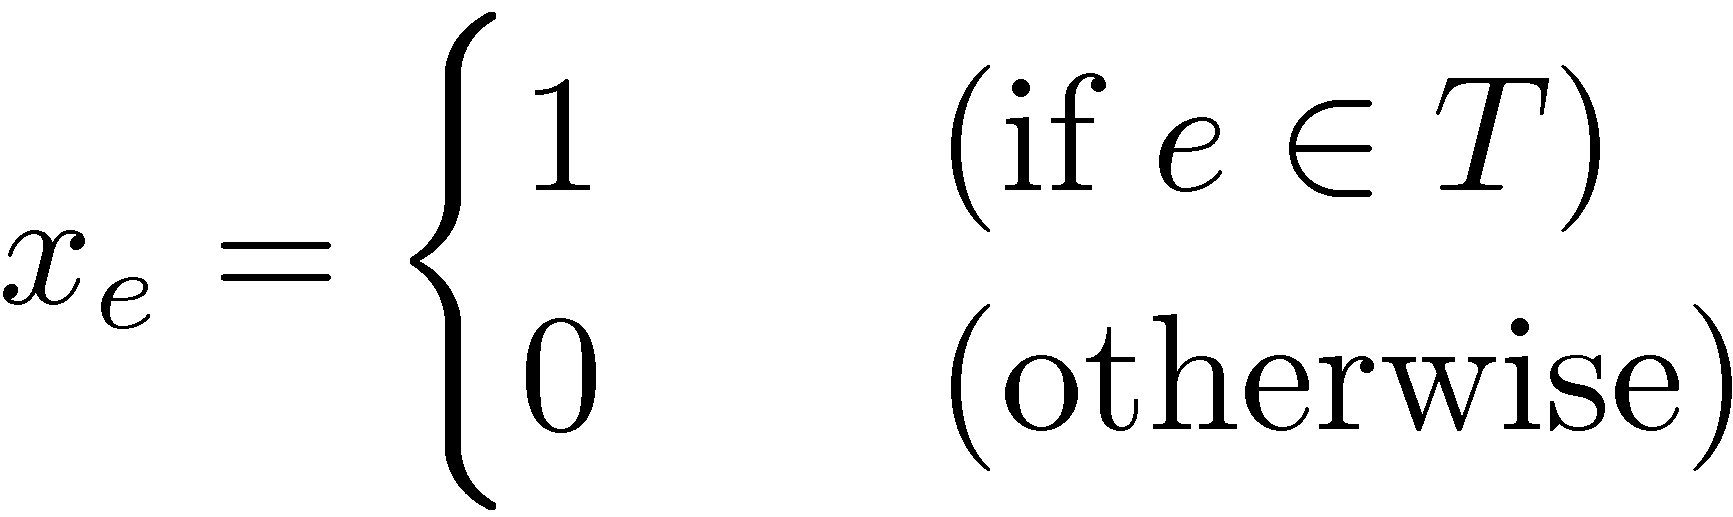 x_e = { 1 (if e ∈ T)
0 (otherwise)